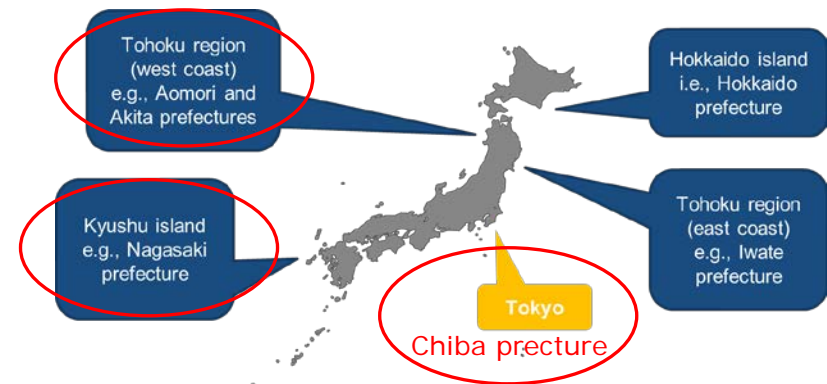 Tohoku region
(west coast)
e.g., Aomori and
Akita prefectures
Hokkaido island
i.e., Hokkaido
prefecture
Kyushu island
e.g., Nagasaki
prefecture
Tohoku region
(east coast)
e.g., Iwate
prefecture
Tokyo
Chiba precture